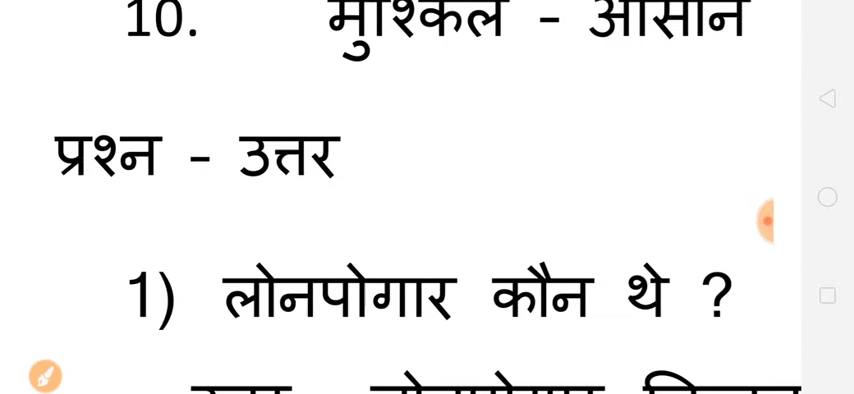 10. मुश्किल - आसान
प्रश्न - उत्तर
1) लोनपोगार कौन थे ?